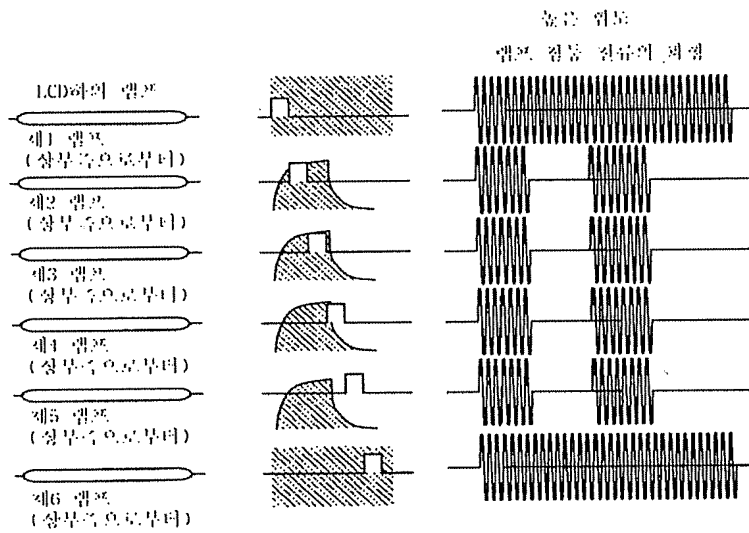 높은 휘도
램프 점등 전류의 파형
LCD하의 램프
제1 램프
(상부측으로부터)
제2 램프
(상부측으로부터)
제3 램프
(상부측으로부터)
제4 램프
(상부측으로부터)
제5 램프
(상부측으로부터)
제6 램프
(상부측으로부터)